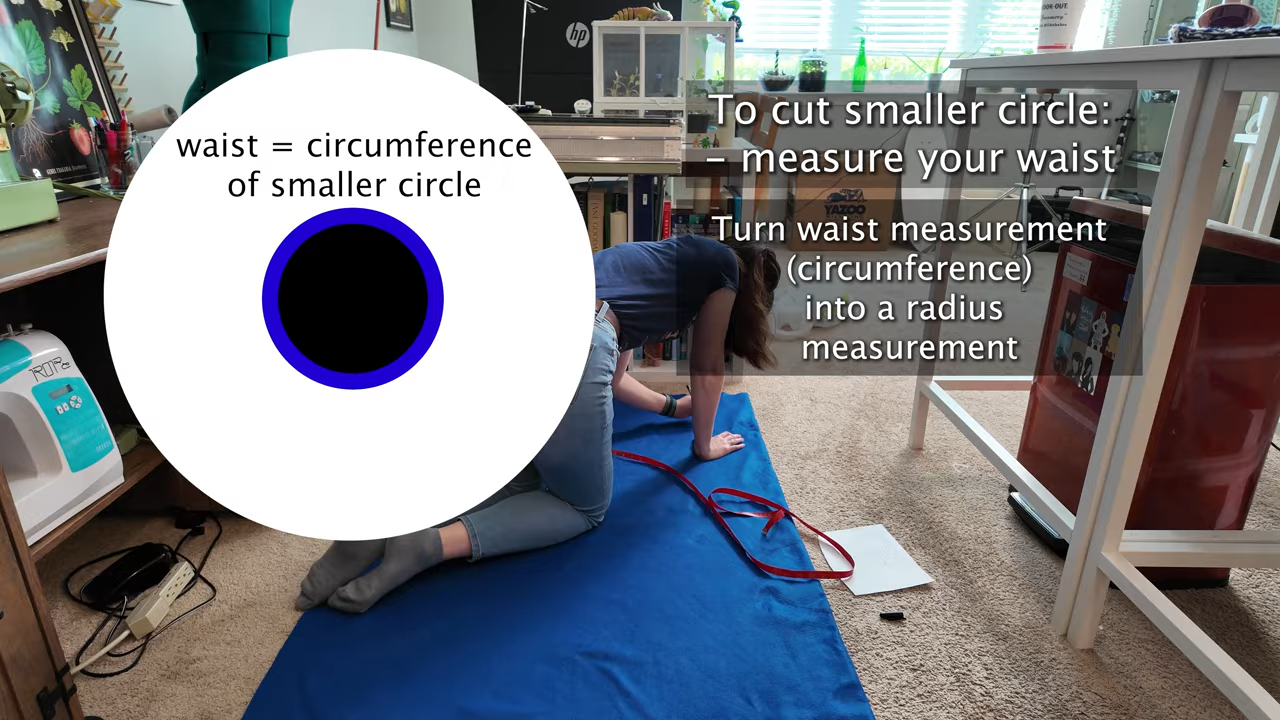 waist = circumference
of smaller circle
To cut smaller circle:
- measure your waist
Turn waist measurement
(circumference)
into a radius
measurement
hp
YAZOO